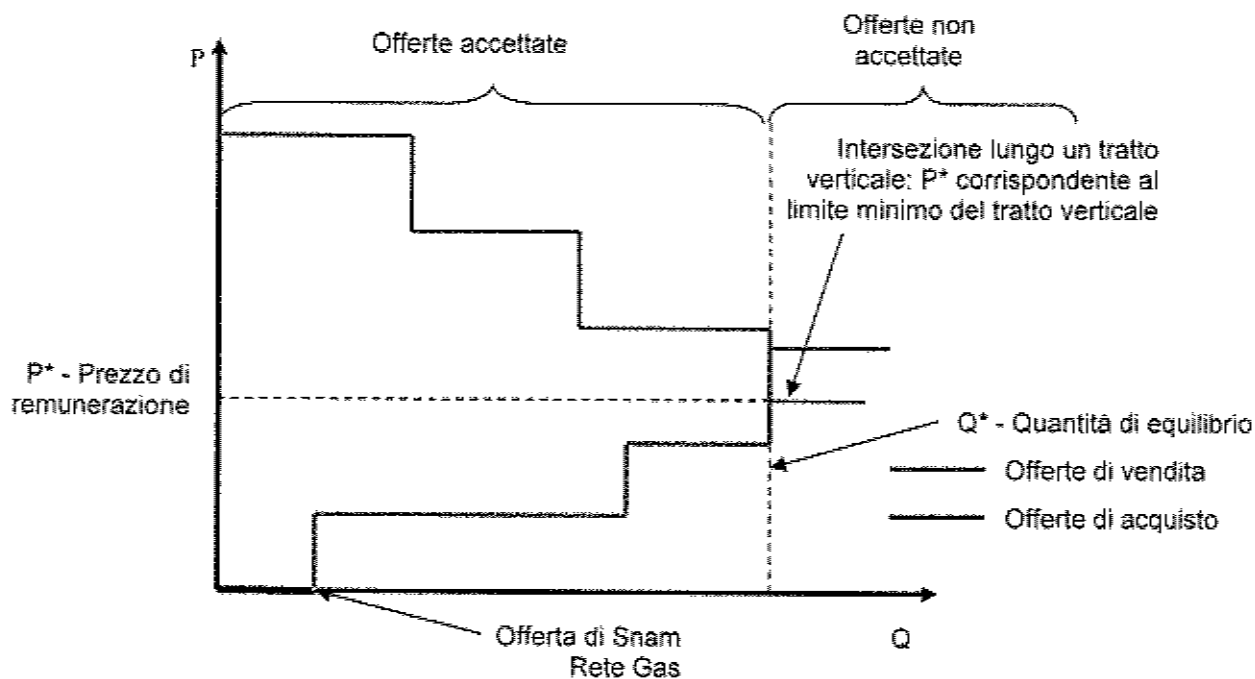 P
Offerte accettate
Offerte non
accettate
Intersezione lungo un tratto
verticale: P* corrispondente al
limite minimo del tratto verticale
P* - Prezzo di
remunerazione
Q* - Quantità di equilibrio
Offerte di vendita
Offerte di acquisto
Offerta di Snam
Rete Gas
Q